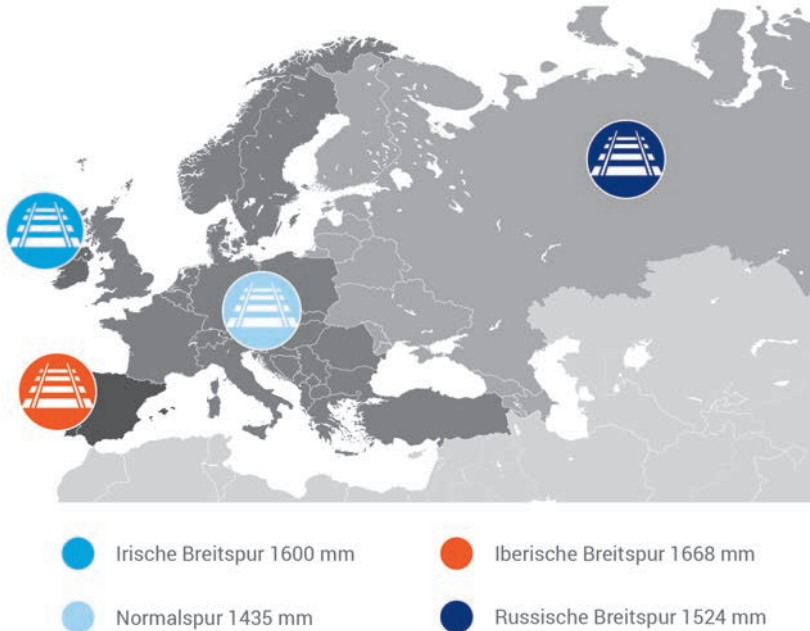 Irische Breitspur 1600 mm
Iberische Breitspur 1668 mm
Normalspur 1435 mm
Russische Breitspur 1524 mm